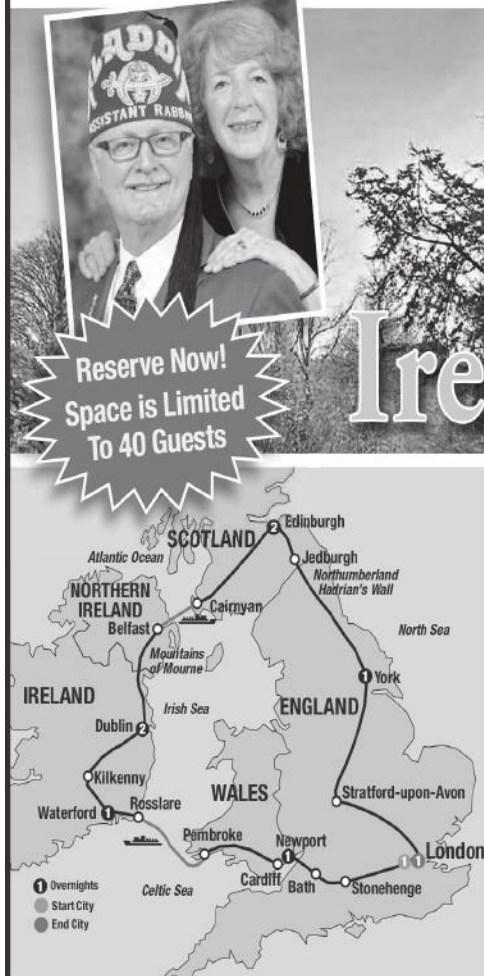 ALADDIN
ASSISTANT RABBAN
Reserve Now!
Space is Limited
To 40 Guests
Ire
SCOTLAND
2
Edinburgh
Atlantic Ocean
Jedburgh
NORTHERN
IRELAND
Northumberland
Hadrian's Wall
Cairnyan
Belfast
North Sea
Mountains
of Mourne
1
York
IRELAND
Irish Sea
ENGLAND
Dublin
2
Kilkenny
WALES
Stratford-upon-Avon
Waterford
1
Rosslare
Pembroke
Newport
1
1
1
London
Cardiff
Bath
Stonehenge
Celtic Sea
1 Overnights
Start City
End City